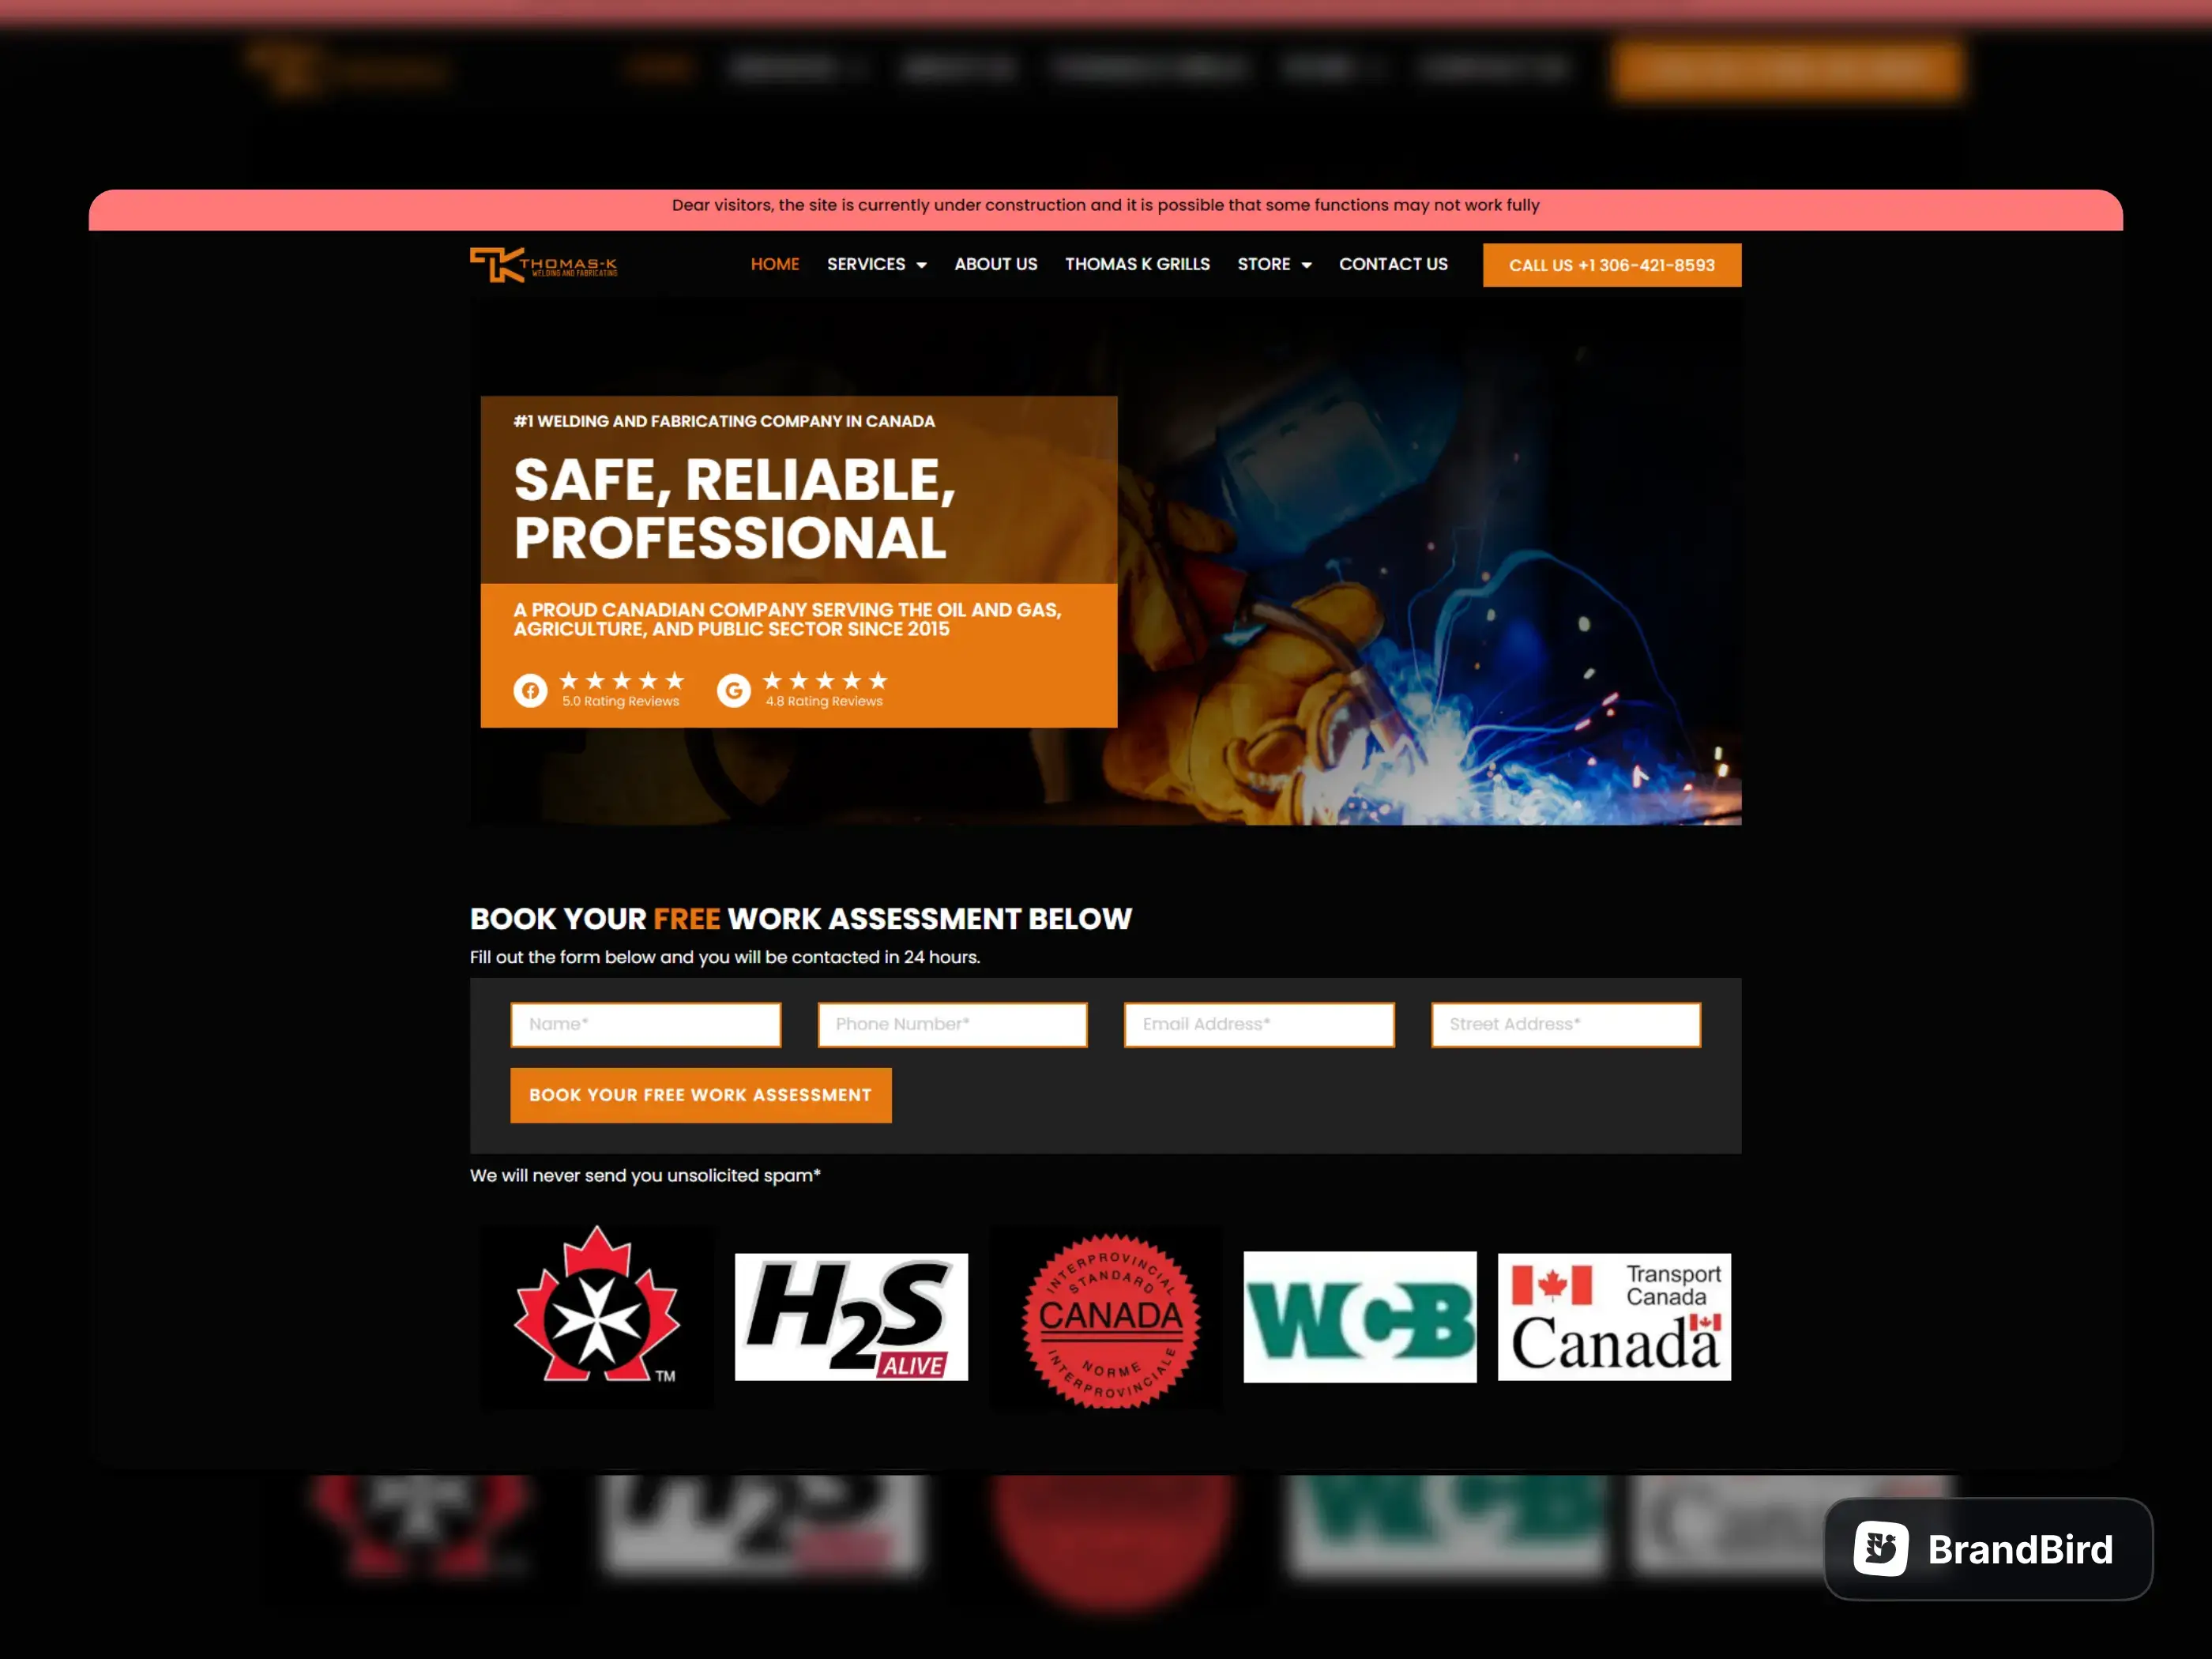 Dear visitors, the site is currently under construction and it is possible that some functions may not work fully
THOMAS-K
WELDING AND FABRICATING
HOME SERVICES ABOUT US THOMAS K GRILLS STORE CONTACT US CALL US +1 306-421-8593
#1 WELDING AND FABRICATING COMPANY IN CANADA
SAFE, RELIABLE,
PROFESSIONAL
A PROUD CANADIAN COMPANY SERVING THE OIL AND GAS,
AGRICULTURE, AND PUBLIC SECTOR SINCE 2015
5.0 Rating Reviews
4.8 Rating Reviews
BOOK YOUR FREE WORK ASSESSMENT BELOW
Fill out the form below and you will be contacted in 24 hours.
Name* Phone Number* Email Address* Street Address*
BOOK YOUR FREE WORK ASSESSMENT
We will never send you unsolicited spam*
TM
H2S
ALIVE
INTERPROVINCIAL
STANDARD
CANADA
NORME
INTERPROVINCIALE
WCB
Transport
Canada
Canada
BrandBird